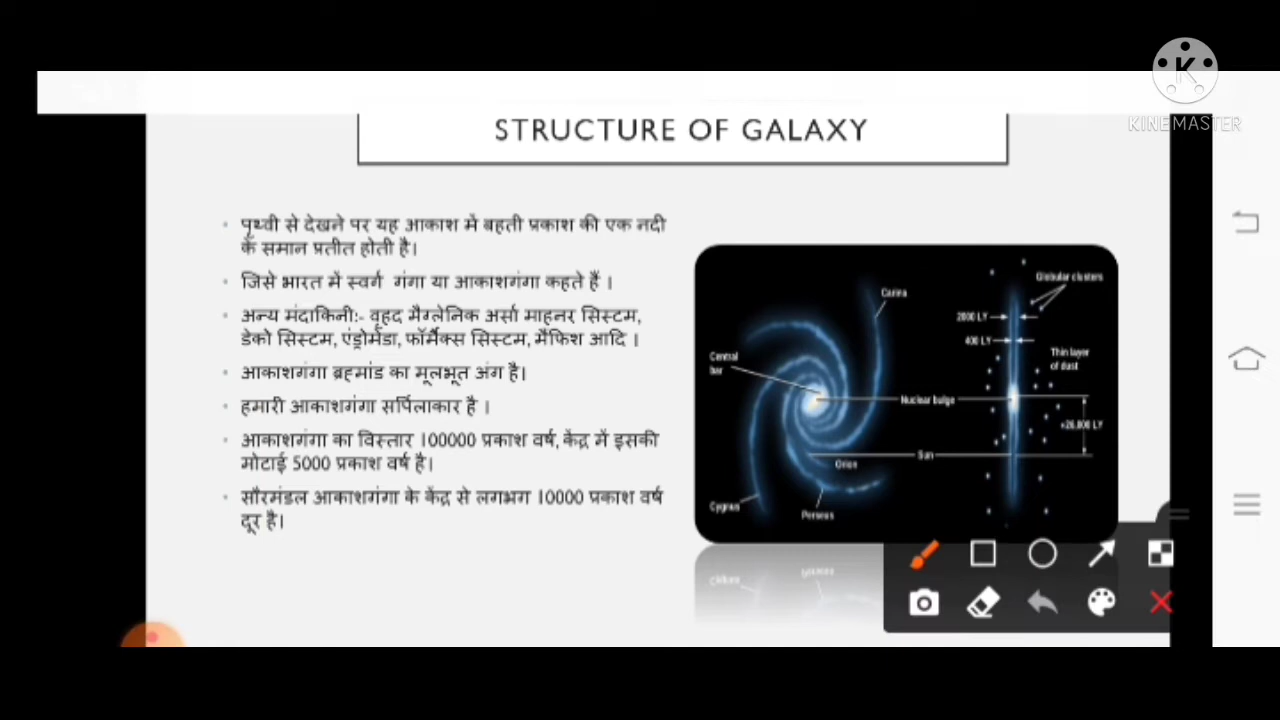 KINEMASTER
STRUCTURE OF GALAXY
पृथ्वी से देखने पर यह आकाश में बहती प्रकाश की एक नदी
के समान प्रतीत होती है।
जिसे भारत में स्वर्ग गंगा या आकाशगंगा कहते हैं ।
अन्य मंदाकिनी:- वृहद मैग्लेनिक अर्सा माइनर सिस्टम,
डेको सिस्टम, एंड्रोमेडा, फॉर्मेक्स सिस्टम, मैफिश आदि ।
आकाशगंगा ब्रह्मांड का मूलभूत अंग है।
हमारी आकाशगंगा सर्पिलाकार है ।
आकाशगंगा का विस्तार 100000 प्रकाश वर्ष, केंद्र में इसकी
मोटाई 5000 प्रकाश वर्ष है।
सौरमंडल आकाशगंगा के केंद्र से लगभग 10000 प्रकाश वर्ष
दूर है।
Globular clusters
Carina
2000 LY
400 LY
Central
bar
Thin layer
of dust
Nuclear bulge
≈26,000 LY
Sun
Orion
Cygnus
Perseus